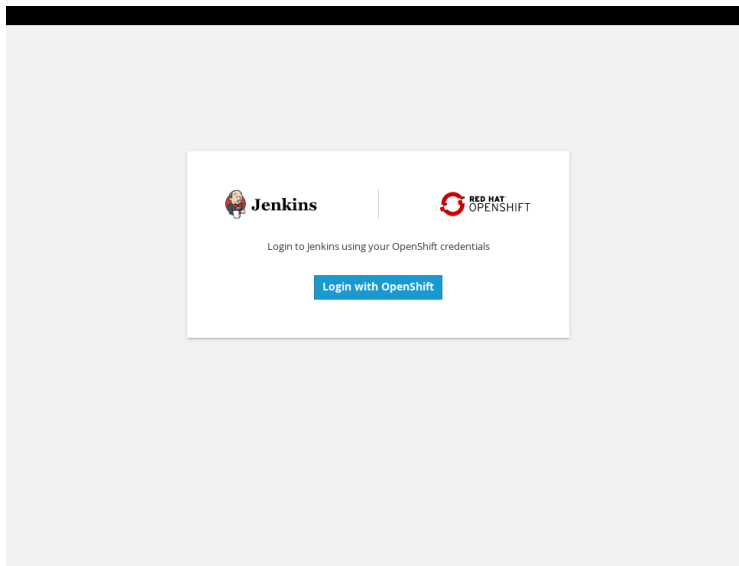 Jenkins
RED HAT
OPENSHIFT
Login to Jenkins using your OpenShift credentials
Login with OpenShift